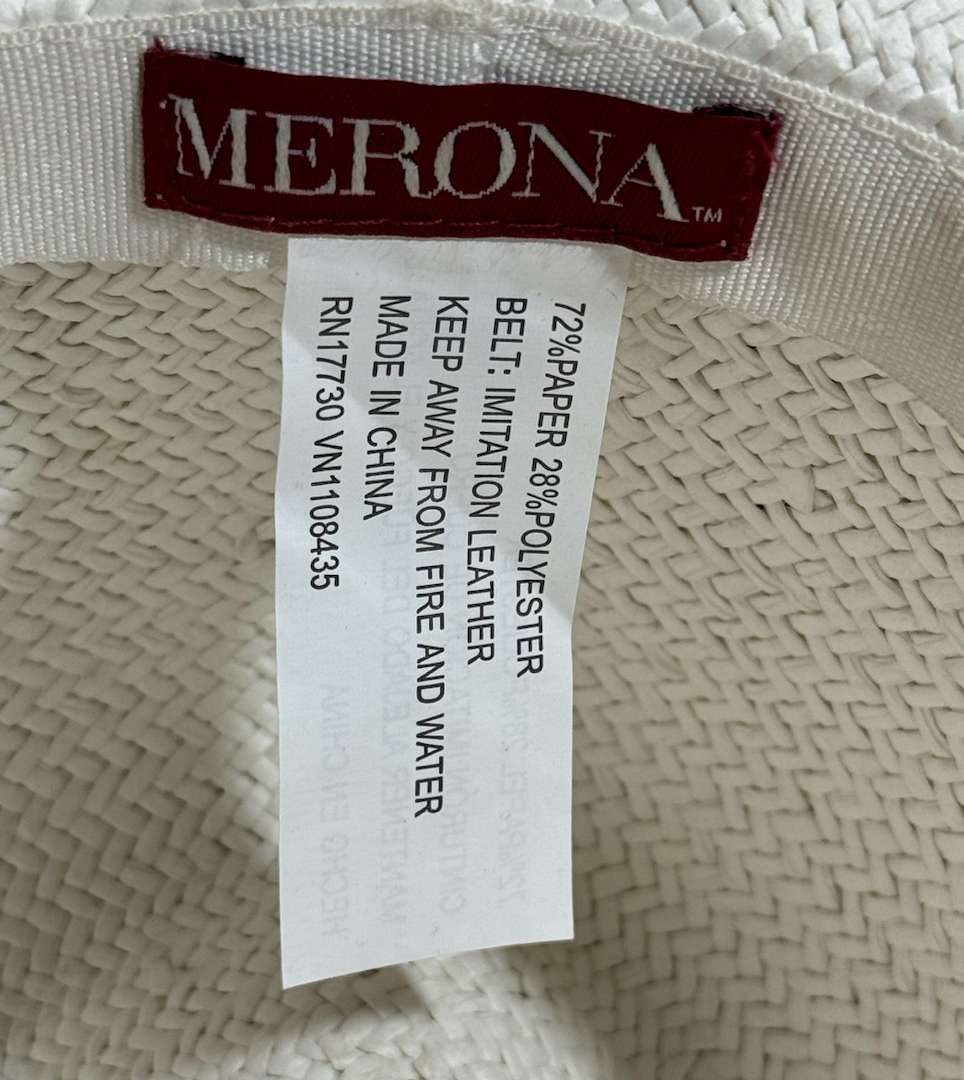 MERONA™
72%PAPER 28%POLYESTER
BELT: IMITATION LEATHER
KEEP AWAY FROM FIRE AND WATER
MADE IN CHINA
RN17730 VN1108435